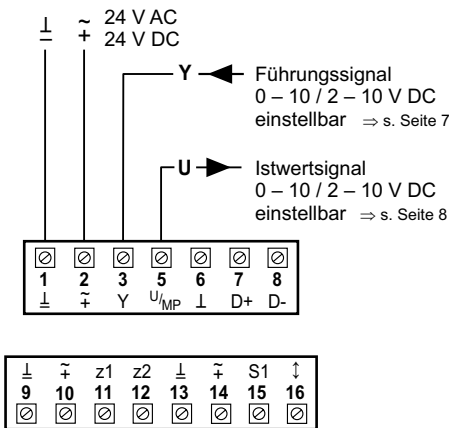 ⊥ ~ 24 V AC
– + 24 V DC
Y Führungssignal
0 – 10 / 2 – 10 V DC
einstellbar ⇒ s. Seite 7
U Istwertsignal
0 – 10 / 2 – 10 V DC
einstellbar ⇒ s. Seite 8
1 2 3 5 6 7 8
⊥ ~+ Y U/MP ⊥ D+ D-
⊥ ~+ z1 z2 ⊥ ~+ S1 ↕
9 10 11 12 13 14 15 16